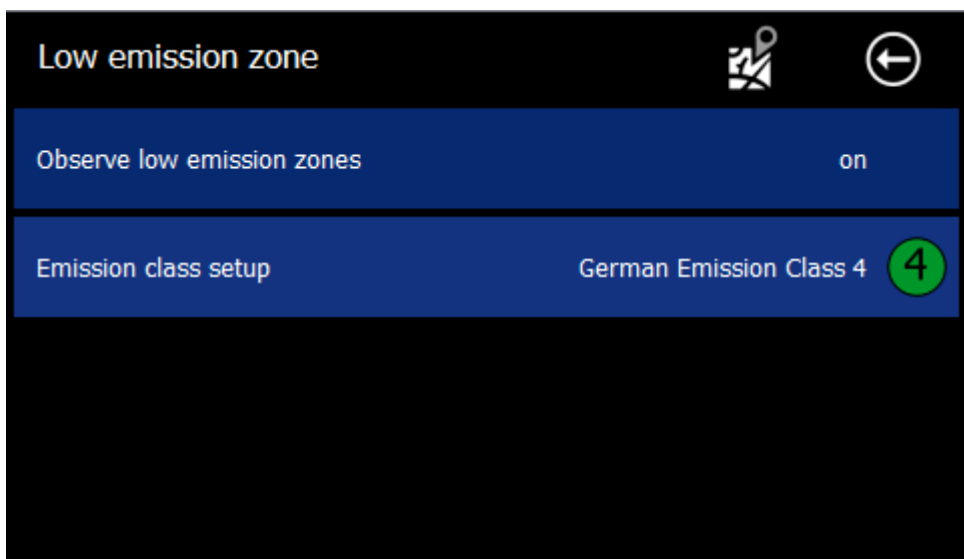 Low emission zone
Observe low emission zones on
Emission class setup German Emission Class 4 4